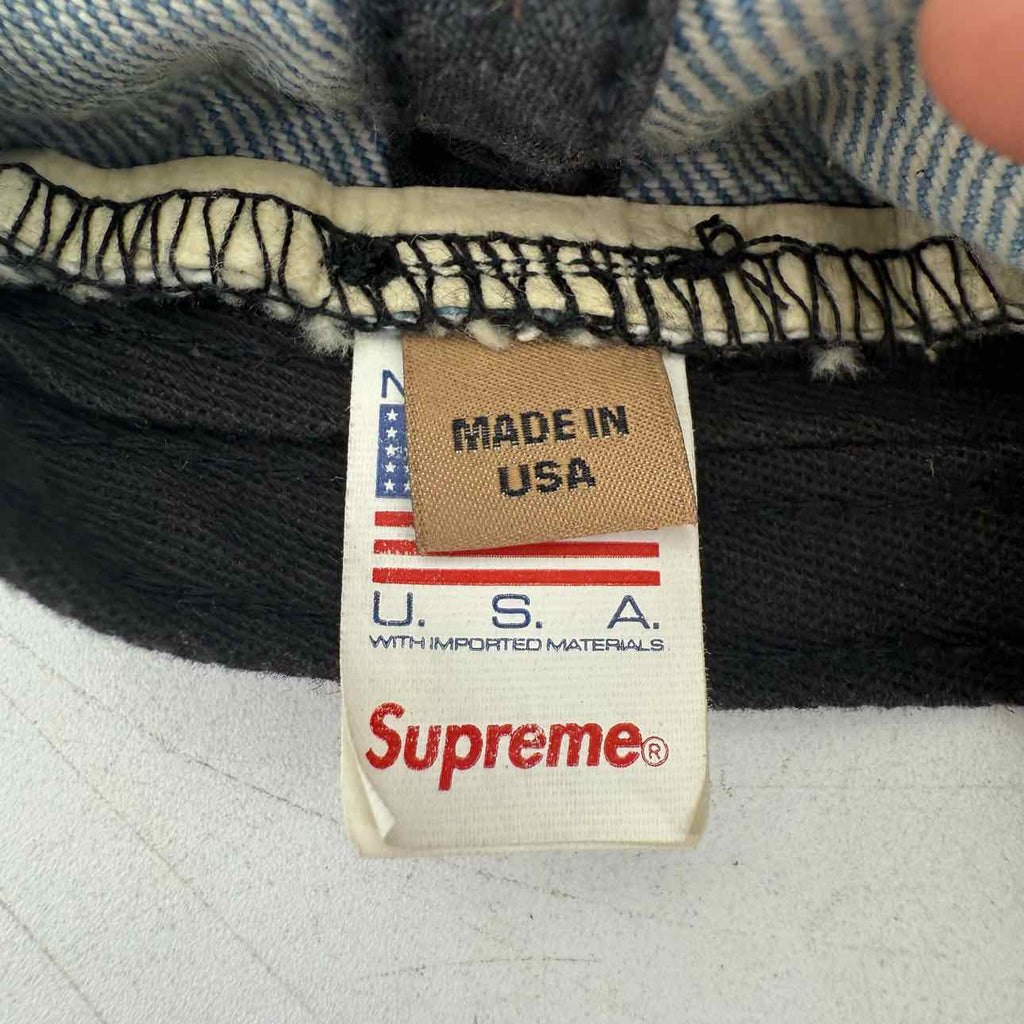 MADE IN
USA
U. S. A.
WITH IMPORTED MATERIALS
Supreme®